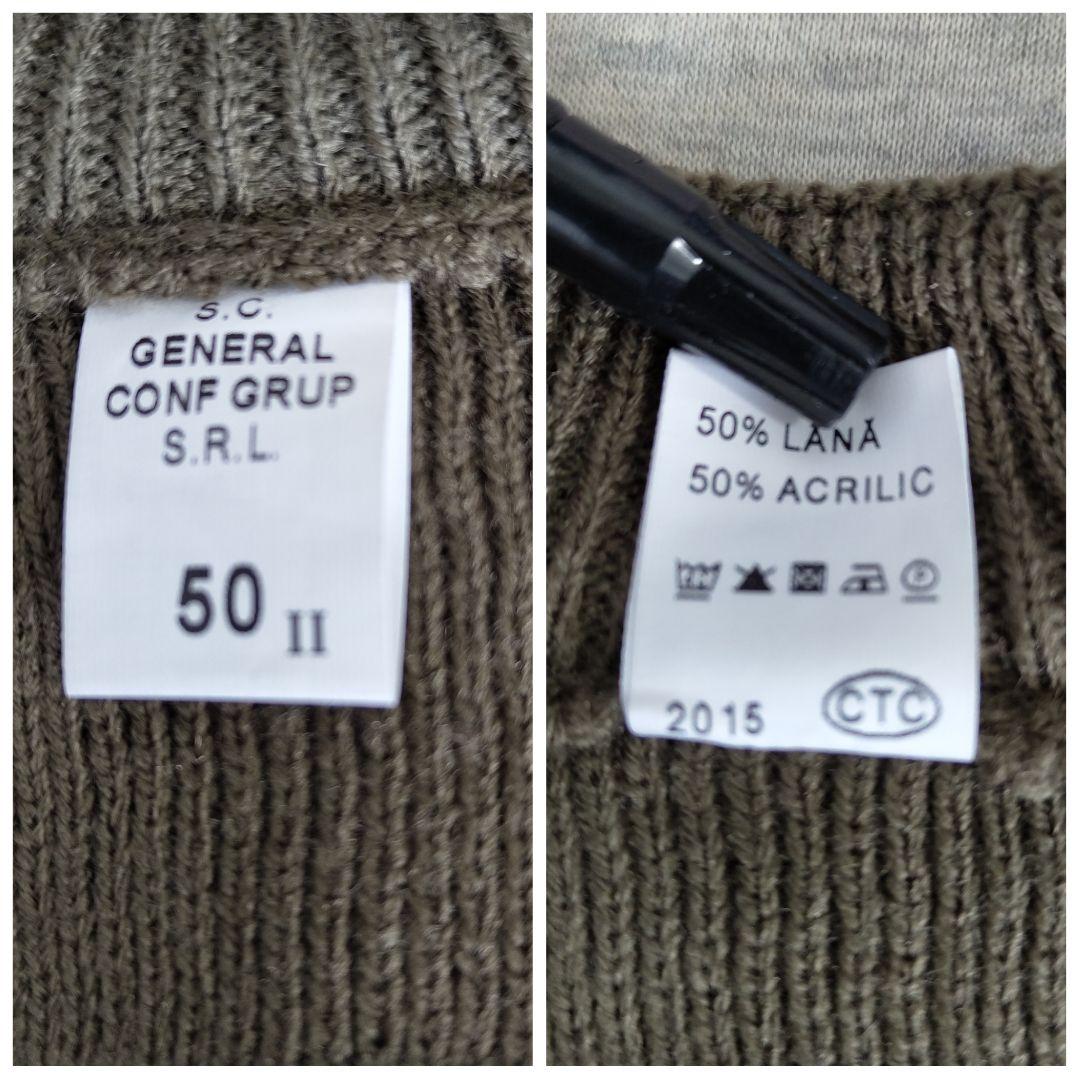 S.C.
GENERAL
CONF GRUP
S.R.L.
50 II
50% LÂNĂ
50% ACRILIC
P
2015 CTC